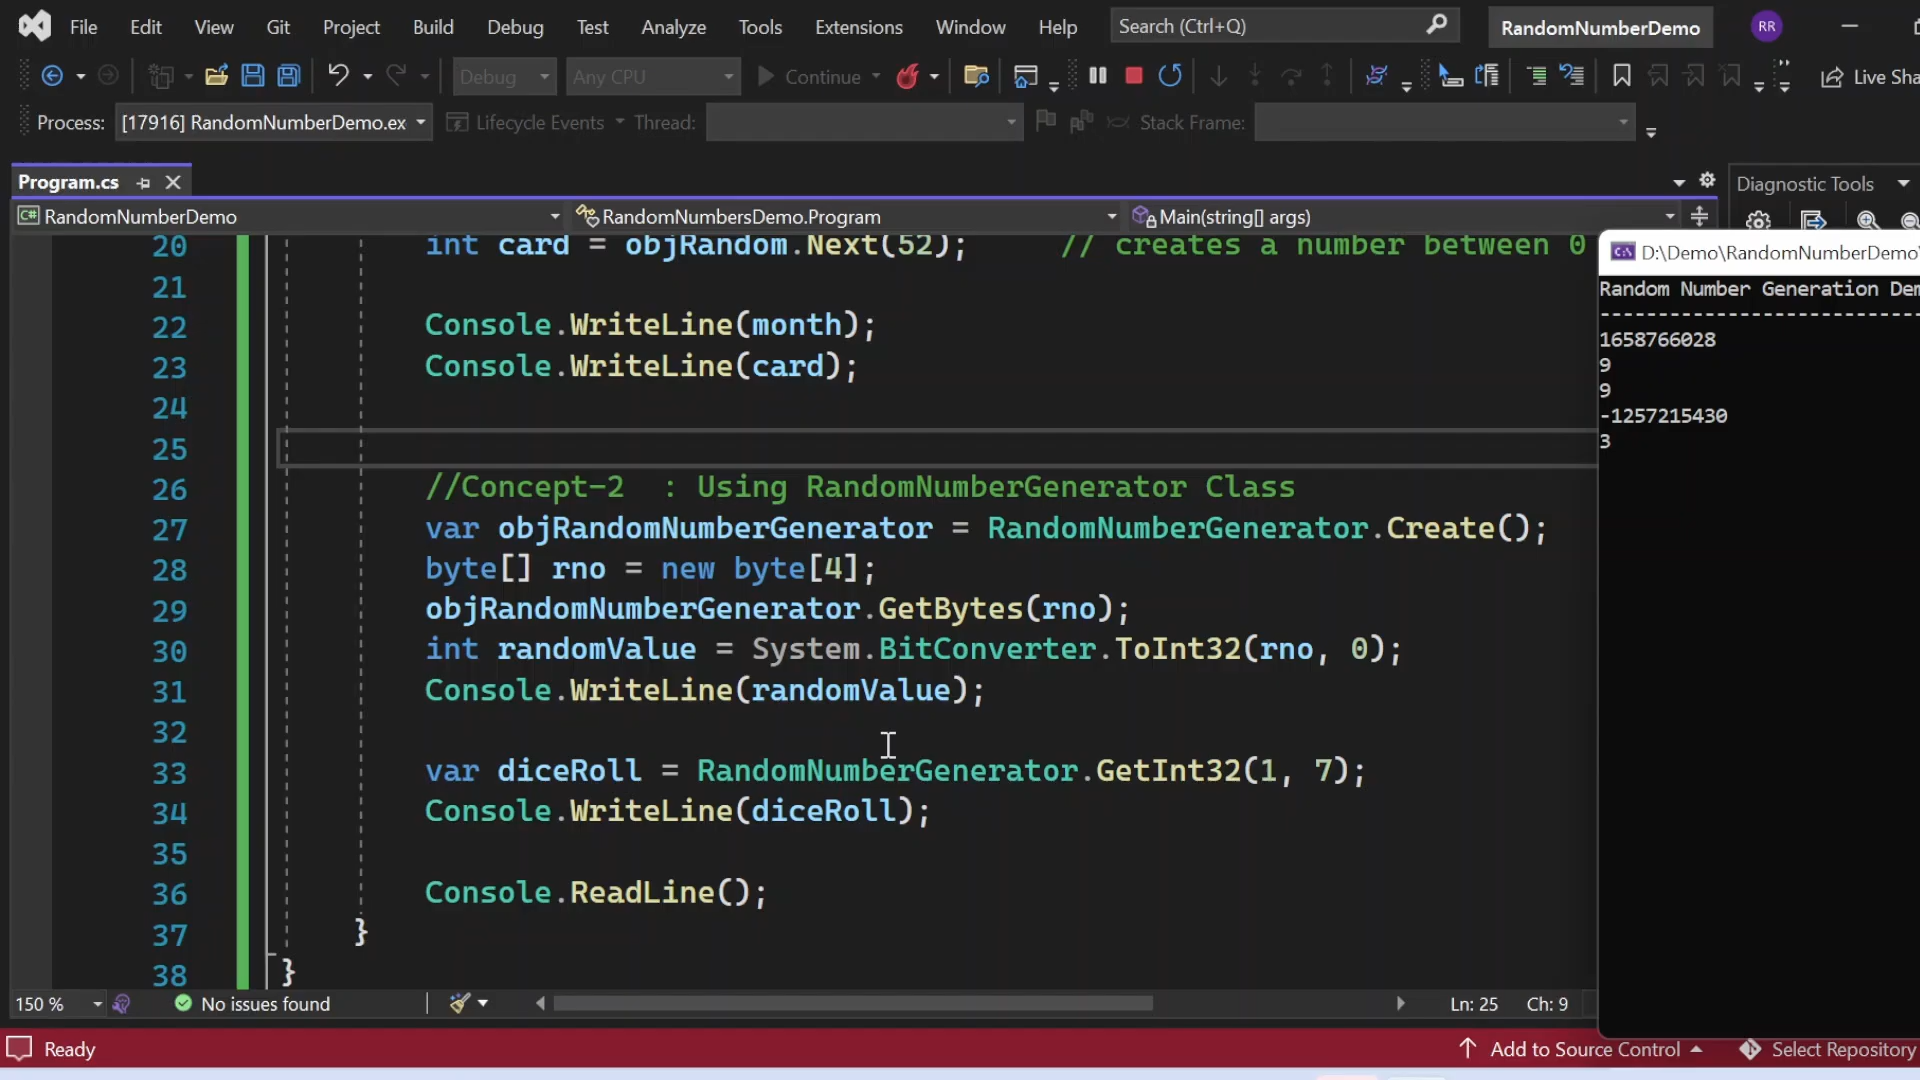 File Edit View Git Project Build Debug Test Analyze Tools Extensions Window Help Search (Ctrl+Q) RandomNumberDemo RR
Debug Any CPU Continue Live Sha
Process: [17916] RandomNumberDemo.ex Lifecycle Events Thread: Stack Frame:
Program.cs
Diagnostic Tools
C# RandomNumberDemo RandomNumbersDemo.Program Main(string[] args)
20 int card = objRandom.Next(52); // creates a number between 0
21
22 Console.WriteLine(month);
23 Console.WriteLine(card);
24
25
26 //Concept-2 : Using RandomNumberGenerator Class
27 var objRandomNumberGenerator = RandomNumberGenerator.Create();
28 byte[] rno = new byte[4];
29 objRandomNumberGenerator.GetBytes(rno);
30 int randomValue = System.BitConverter.ToInt32(rno, 0);
31 Console.WriteLine(randomValue);
32
33 var diceRoll = RandomNumberGenerator.GetInt32(1, 7);
34 Console.WriteLine(diceRoll);
35
36 Console.ReadLine();
37 }
38 }
D:\Demo\RandomNumberDemo\
Random Number Generation Dem
----------------------------
1658766028
9
9
-1257215430
3
150 % No issues found Ln: 25 Ch: 9
Ready Add to Source Control Select Repository